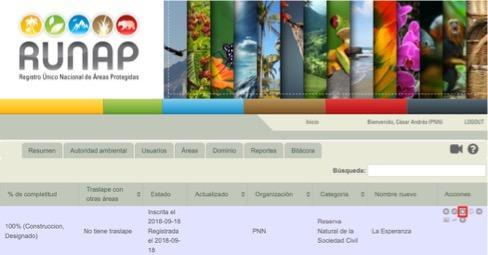 RUNAP
Registro Único Nacional de Áreas Protegidas
Inicio
Bienvenido, César Andrés (PNN)
LOGOUT
Resumen
Autoridad ambiental
Usuarios
Áreas
Dominio
Reportes
Bitácora
Búsqueda:
% de completitud
Traslape con
otras áreas
Estado
Actualizado
Organización
Categoria
Nombre nuevo
Acciones
100% (Construccion,
Designado)
No tiene traslape
Inscrita el
2018-09-18
Registrada
el 2018-09-
18
PNN
Reserva
Natural de la
Sociedad Civil
La Esperanza